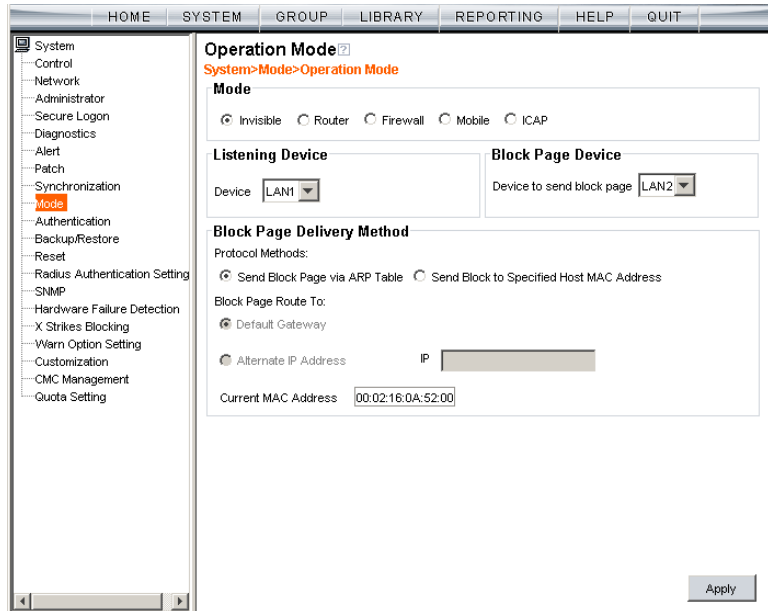 HOME SYSTEM GROUP LIBRARY REPORTING HELP QUIT
System
Control
Network
Administrator
Secure Logon
Diagnostics
Alert
Patch
Synchronization
Mode
Authentication
Backup/Restore
Reset
Radius Authentication Setting
SNMP
Hardware Failure Detection
X Strikes Blocking
Warn Option Setting
Customization
CMC Management
Quota Setting
Operation Mode ?
System>Mode>Operation Mode
Mode
Invisible Router Firewall Mobile ICAP
Listening Device
Device LAN1
Block Page Device
Device to send block page LAN2
Block Page Delivery Method
Protocol Methods:
Send Block Page via ARP Table Send Block to Specified Host MAC Address
Block Page Route To:
Default Gateway
Alternate IP Address IP
Current MAC Address 00:02:16:0A:52:00
Apply